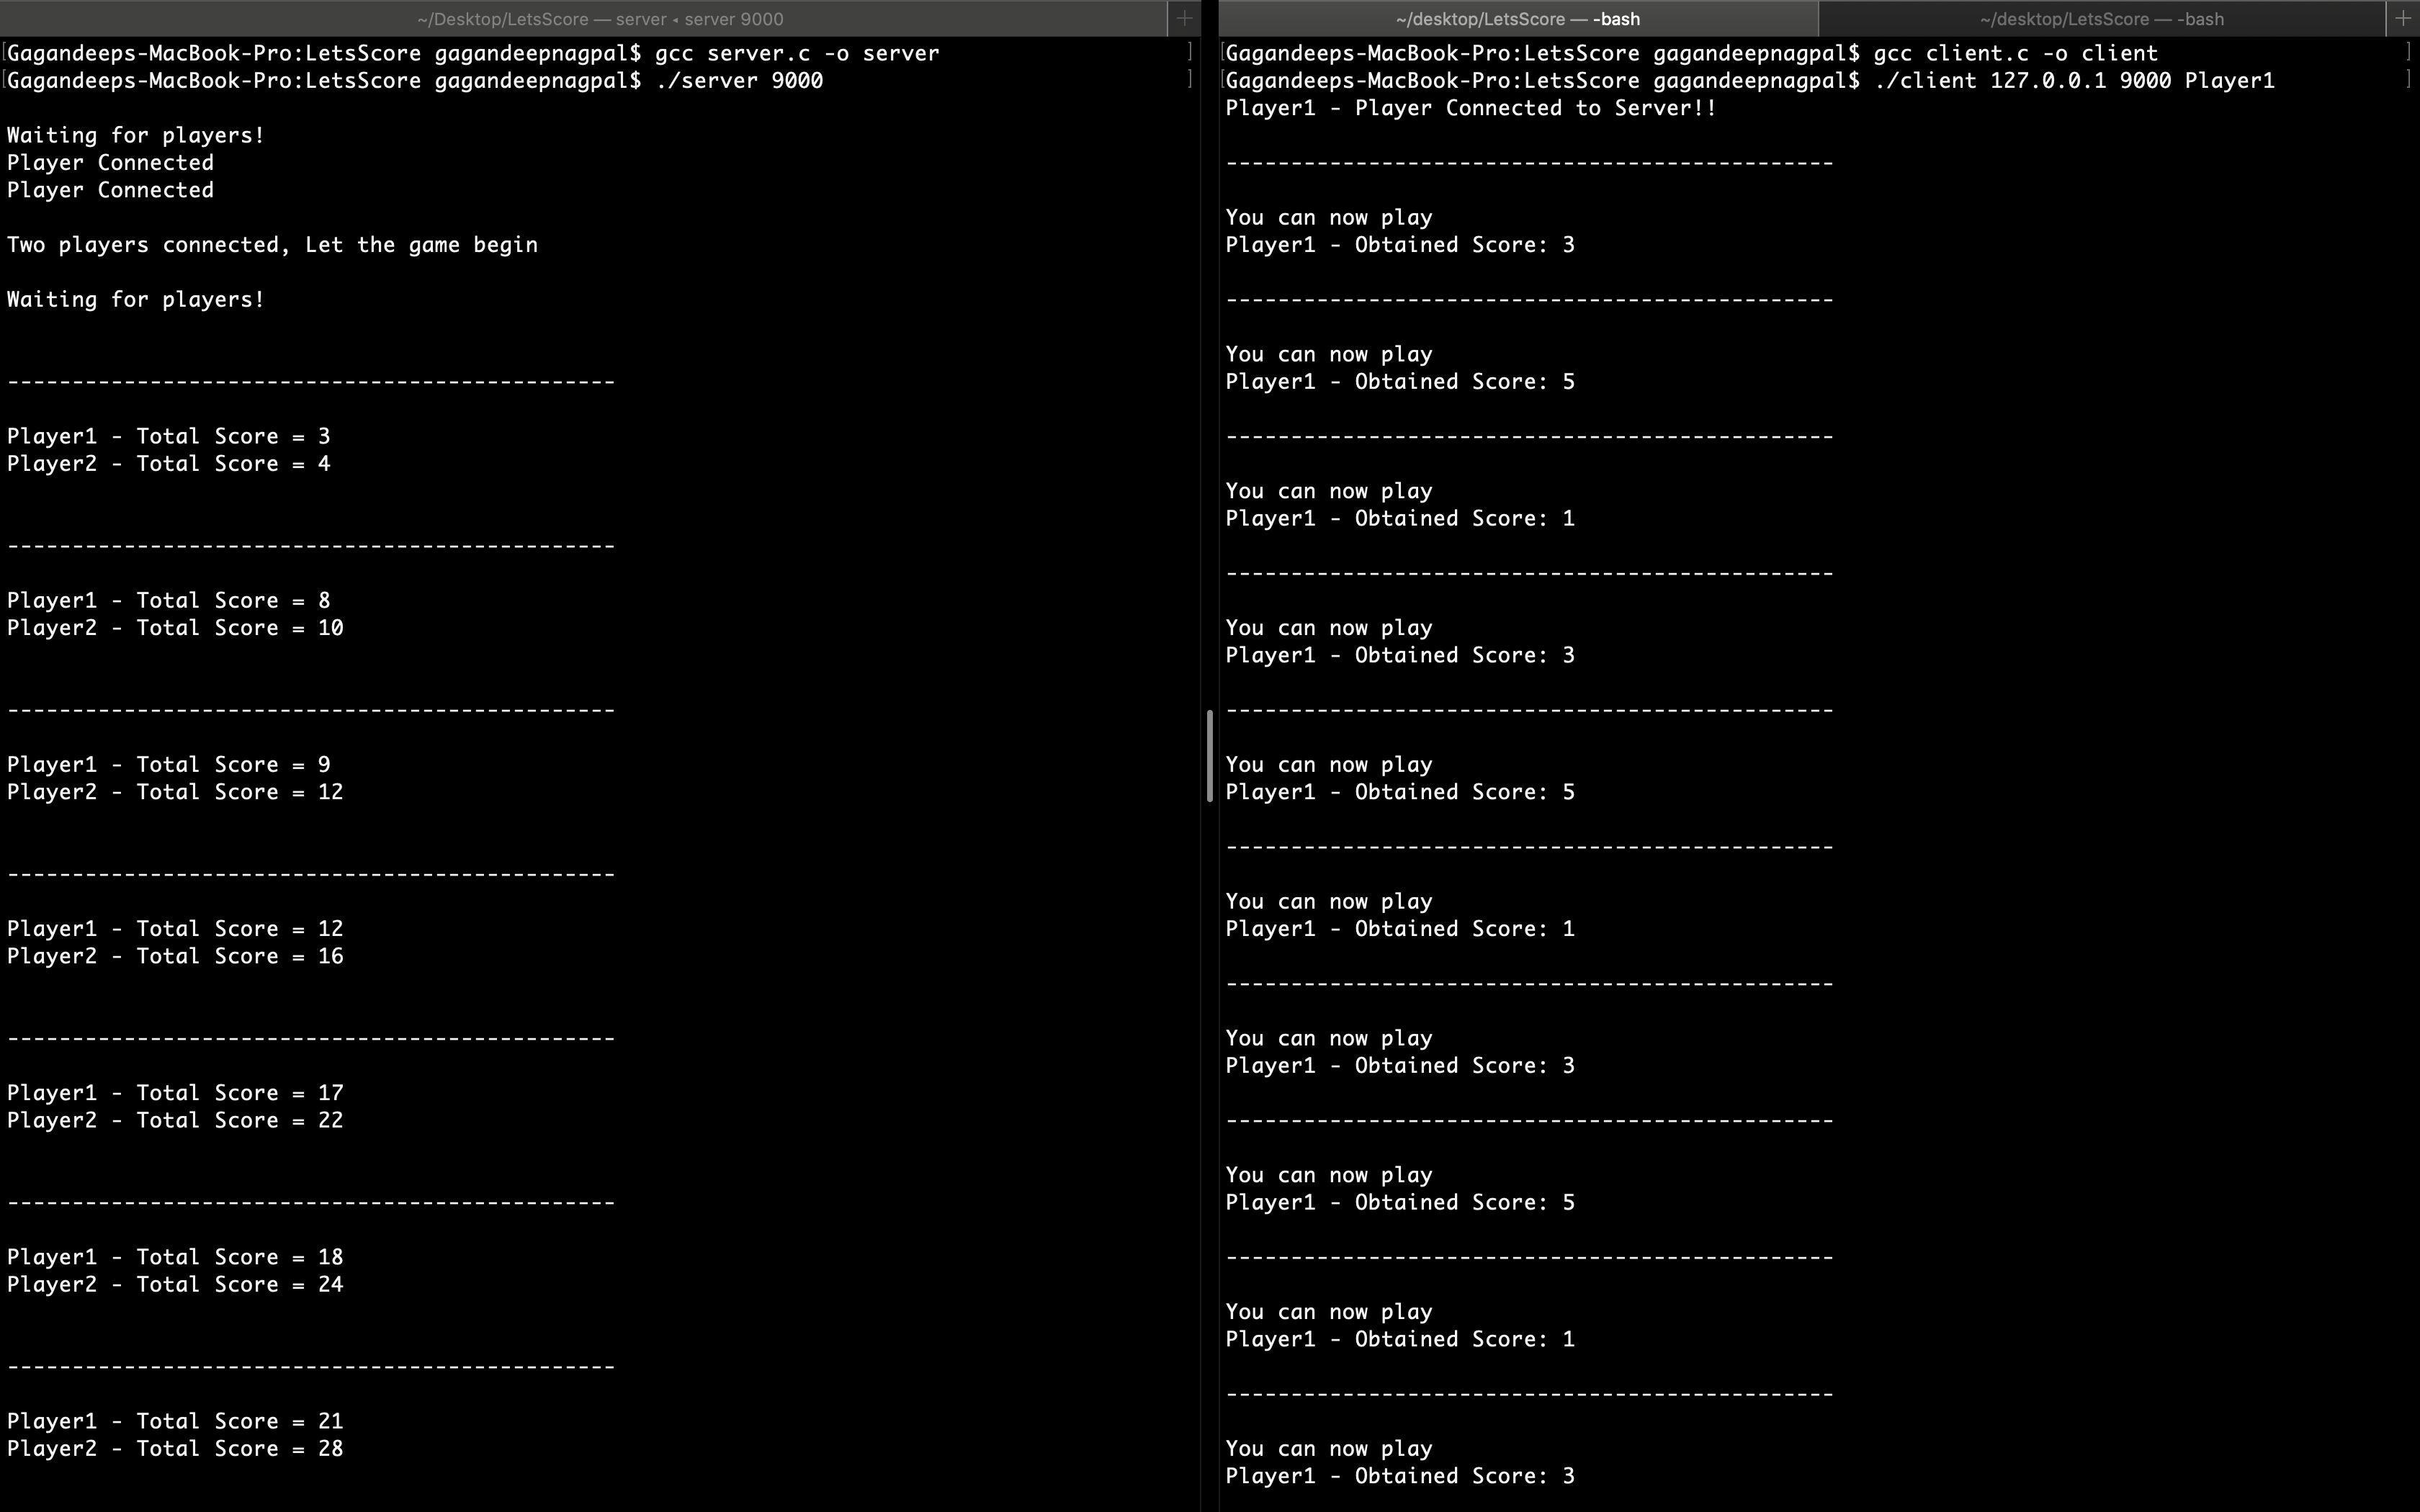 ~/Desktop/LetsScore — server ◂ server 9000
Gagandeeps-MacBook-Pro:LetsScore gagandeepnagpal$ gcc server.c -o server
Gagandeeps-MacBook-Pro:LetsScore gagandeepnagpal$ ./server 9000
Waiting for players!
Player Connected
Player Connected
Two players connected, Let the game begin
Waiting for players!
-----------------------------------------------
Player1 - Total Score = 3
Player2 - Total Score = 4
-----------------------------------------------
Player1 - Total Score = 8
Player2 - Total Score = 10
-----------------------------------------------
Player1 - Total Score = 9
Player2 - Total Score = 12
-----------------------------------------------
Player1 - Total Score = 12
Player2 - Total Score = 16
-----------------------------------------------
Player1 - Total Score = 17
Player2 - Total Score = 22
-----------------------------------------------
Player1 - Total Score = 18
Player2 - Total Score = 24
-----------------------------------------------
Player1 - Total Score = 21
Player2 - Total Score = 28
~/desktop/LetsScore — -bash
~/desktop/LetsScore — -bash
Gagandeeps-MacBook-Pro:LetsScore gagandeepnagpal$ gcc client.c -o client
Gagandeeps-MacBook-Pro:LetsScore gagandeepnagpal$ ./client 127.0.0.1 9000 Player1
Player1 - Player Connected to Server!!
-----------------------------------------------
You can now play
Player1 - Obtained Score: 3
-----------------------------------------------
You can now play
Player1 - Obtained Score: 5
-----------------------------------------------
You can now play
Player1 - Obtained Score: 1
-----------------------------------------------
You can now play
Player1 - Obtained Score: 3
-----------------------------------------------
You can now play
Player1 - Obtained Score: 5
-----------------------------------------------
You can now play
Player1 - Obtained Score: 1
-----------------------------------------------
You can now play
Player1 - Obtained Score: 3
-----------------------------------------------
You can now play
Player1 - Obtained Score: 5
-----------------------------------------------
You can now play
Player1 - Obtained Score: 1
-----------------------------------------------
You can now play
Player1 - Obtained Score: 3